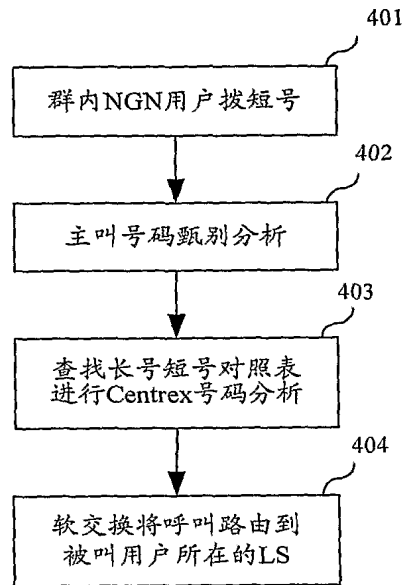 401
群内NGN用户拨短号
402
主叫号码甄别分析
403
查找长号短号对照表
进行Centrex号码分析
404
软交换将呼叫路由到
被叫用户所在的LS